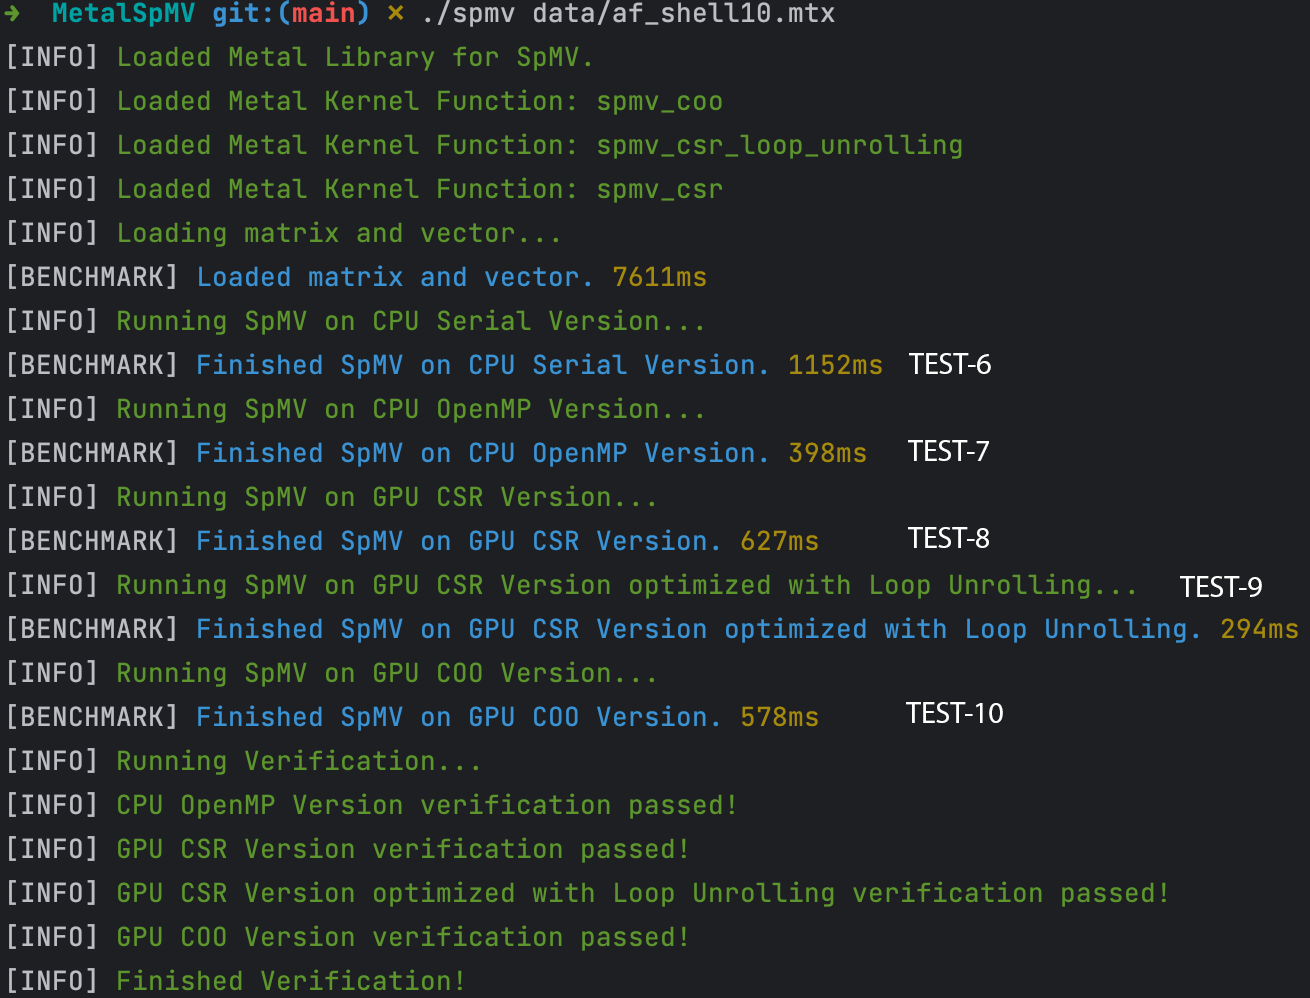 → MetalSpMV git:(main) ✗ ./spmv data/af_shell10.mtx
[INFO] Loaded Metal Library for SpMV.
[INFO] Loaded Metal Kernel Function: spmv_coo
[INFO] Loaded Metal Kernel Function: spmv_csr_loop_unrolling
[INFO] Loaded Metal Kernel Function: spmv_csr
[INFO] Loading matrix and vector...
[BENCHMARK] Loaded matrix and vector. 7611ms
[INFO] Running SpMV on CPU Serial Version...
[BENCHMARK] Finished SpMV on CPU Serial Version. 1152ms TEST-6
[INFO] Running SpMV on CPU OpenMP Version...
[BENCHMARK] Finished SpMV on CPU OpenMP Version. 398ms TEST-7
[INFO] Running SpMV on GPU CSR Version...
[BENCHMARK] Finished SpMV on GPU CSR Version. 627ms TEST-8
[INFO] Running SpMV on GPU CSR Version optimized with Loop Unrolling... TEST-9
[BENCHMARK] Finished SpMV on GPU CSR Version optimized with Loop Unrolling. 294ms
[INFO] Running SpMV on GPU COO Version...
[BENCHMARK] Finished SpMV on GPU COO Version. 578ms TEST-10
[INFO] Running Verification...
[INFO] CPU OpenMP Version verification passed!
[INFO] GPU CSR Version verification passed!
[INFO] GPU CSR Version optimized with Loop Unrolling verification passed!
[INFO] GPU COO Version verification passed!
[INFO] Finished Verification!